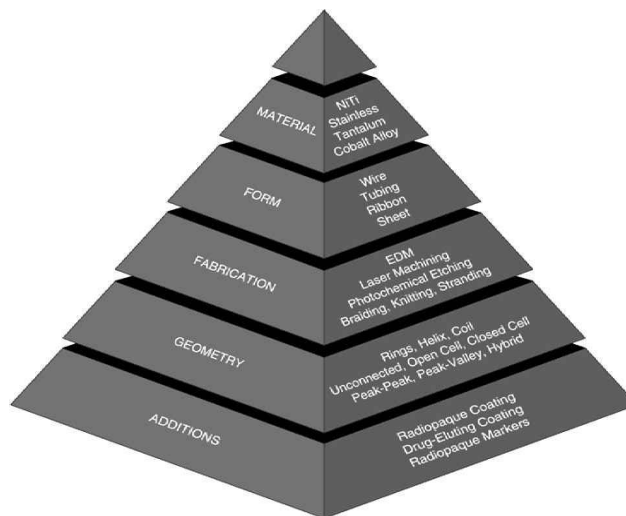 MATERIAL
NiTi
Stainless
Tantalum
Cobalt Alloy
FORM
Wire
Tubing
Ribbon
Sheet
FABRICATION
EDM
Laser Machining
Photochemical Etching
Braiding, Knitting, Stranding
GEOMETRY
Rings, Helix, Coil
Unconnected, Open Cell, Closed Cell
Peak-Peak, Peak-Valley, Hybrid
ADDITIONS
Radiopaque Coating
Drug-Eluting Coating
Radiopaque Markers